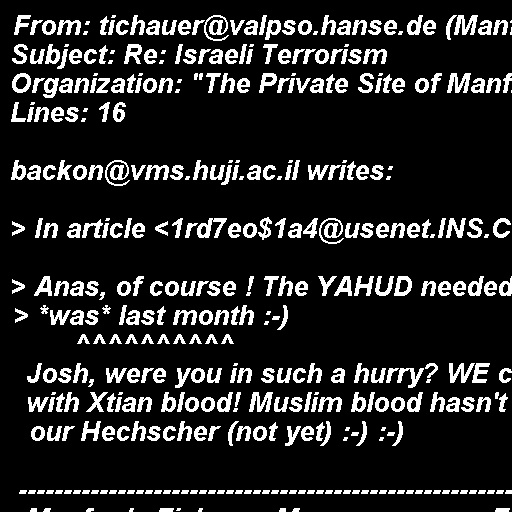 From: tichauer@valpso.hanse.de (Manf
Subject: Re: Israeli Terrorism
Organization: "The Private Site of Manf
Lines: 16
backon@vms.huji.ac.il writes:
> In article <1rd7eo$1a4@usenet.INS.C
> Anas, of course ! The YAHUD needed
> *was* last month :-)
^^^^^^^^^^
Josh, were you in such a hurry? WE c
with Xtian blood! Muslim blood hasn't
our Hechscher (not yet) :-) :-)